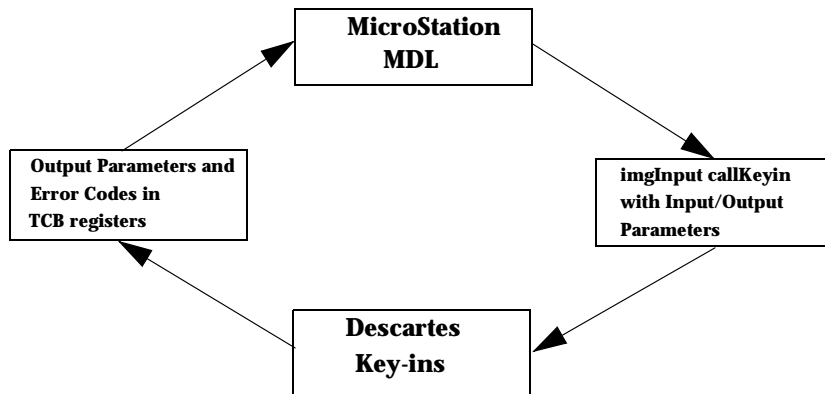 MicroStation
MDL
Output Parameters and
Error Codes in
TCB registers
imgInput callKeyin
with Input/Output
Parameters
Descartes
Key-ins